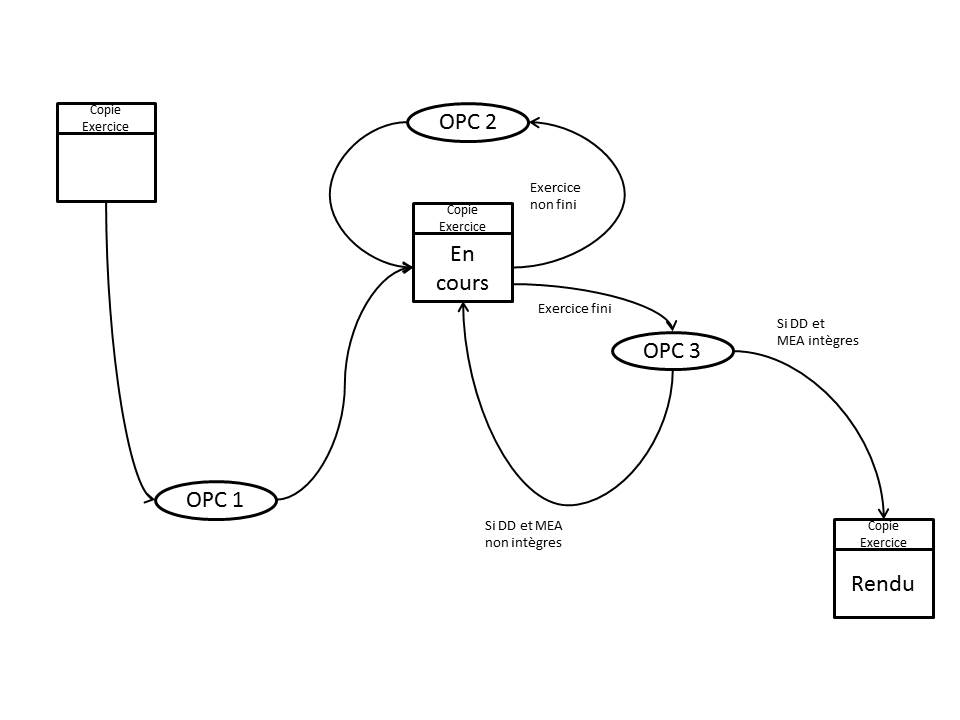 Copie
Exercice
OPC 2
Exercice
non fini
Copie
Exercice
En
cours
Exercice fini
Si DD et
MEA intègres
OPC 3
OPC 1
Si DD et MEA
non intègres
Copie
Exercice
Rendu